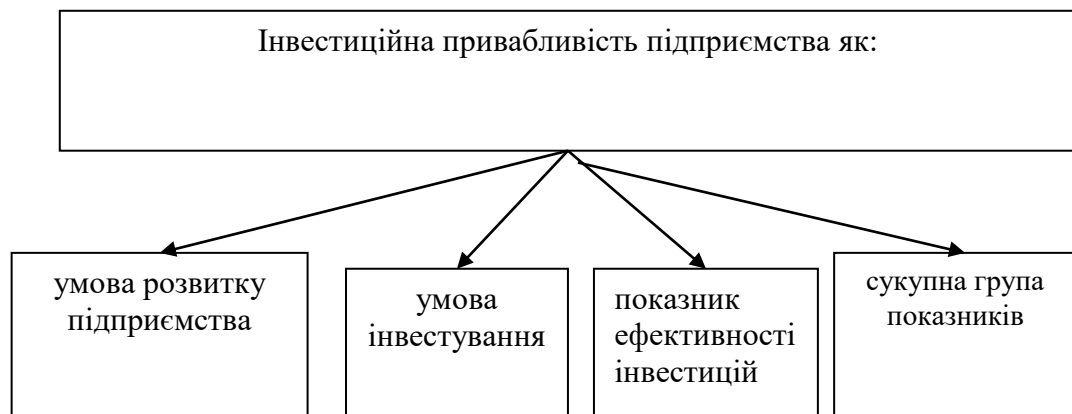 Інвестиційна привабливість підприємства як:
умова розвитку
підприємства
умова
інвестування
показник
ефективності
інвестицій
сукупна група
показників